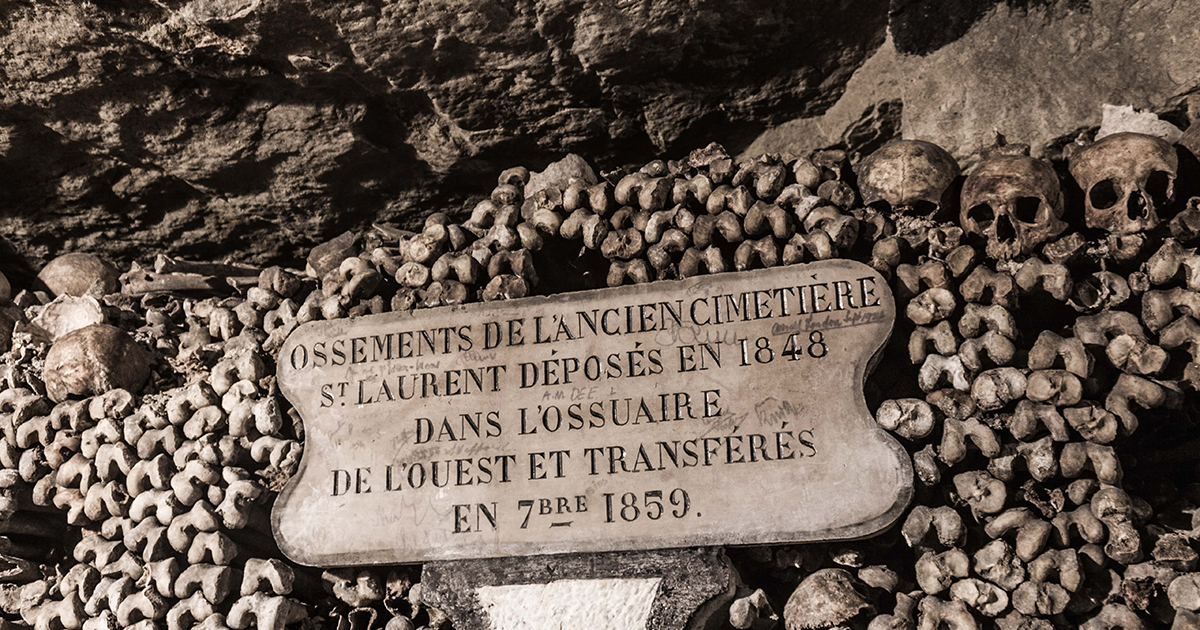 OSSEMENTS DE L'ANCIEN CIMETIÈRE
ST LAURENT DÉPOSÉS EN 1848
DANS L'OSSUAIRE
DE L'OUEST ET TRANSFÉRÉS
EN 7BRE 1859.